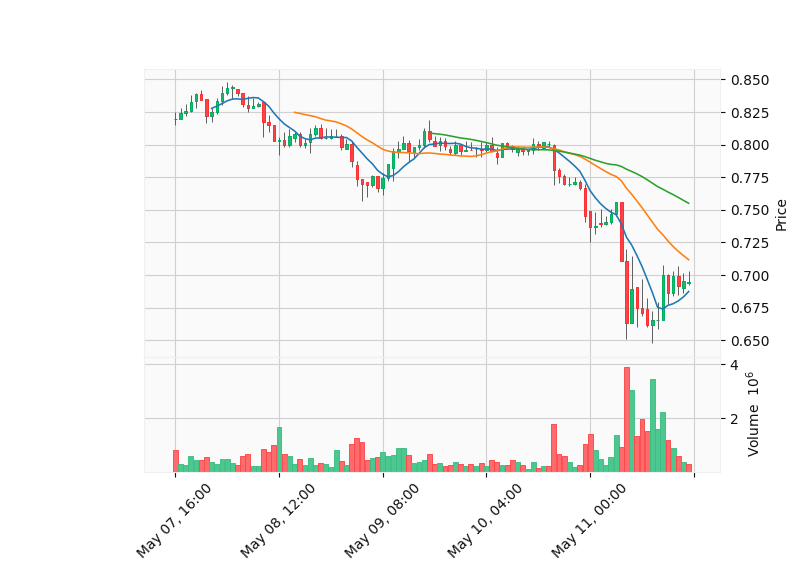 0.850
0.825
0.800
0.775
0.750
0.725
0.700
0.675
0.650
Price
4
2
Volume 10⁶
May 07, 16:00
May 08, 12:00
May 09, 08:00
May 10, 04:00
May 11, 00:00